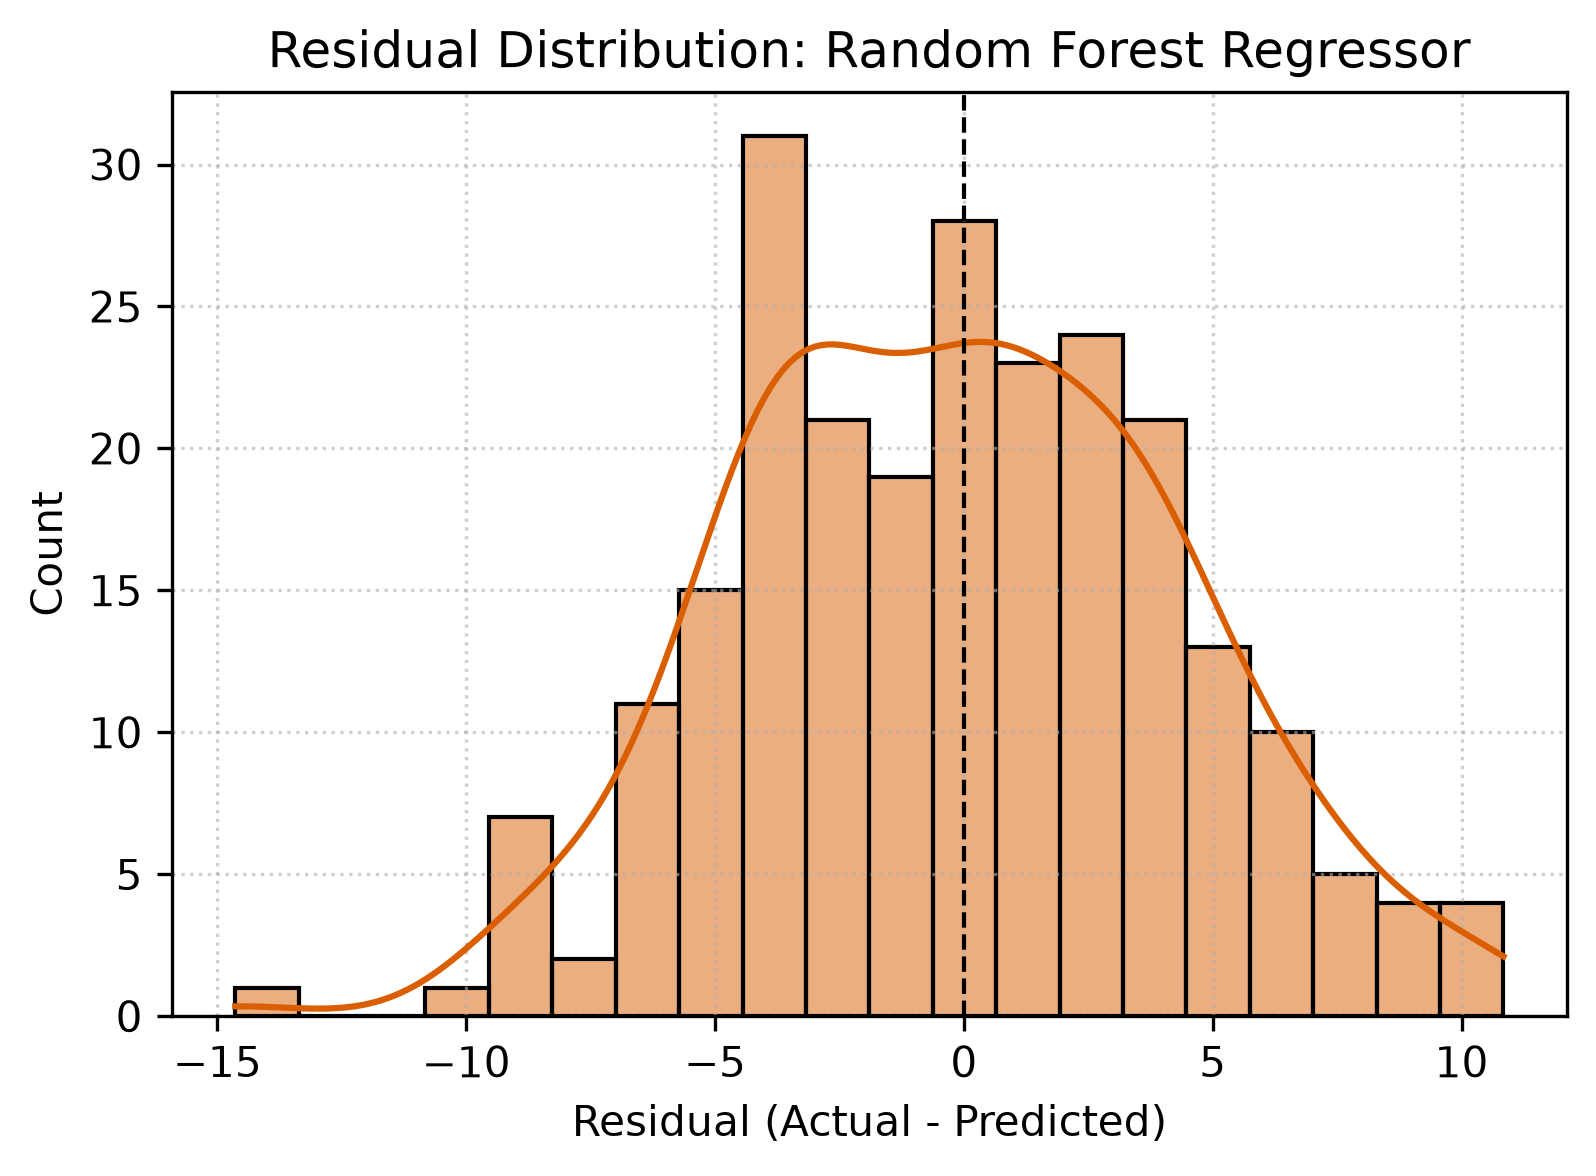 Residual Distribution: Random Forest Regressor
30
25
20
15
10
5
0
Count
−15 −10 −5 0 5 10
Residual (Actual - Predicted)